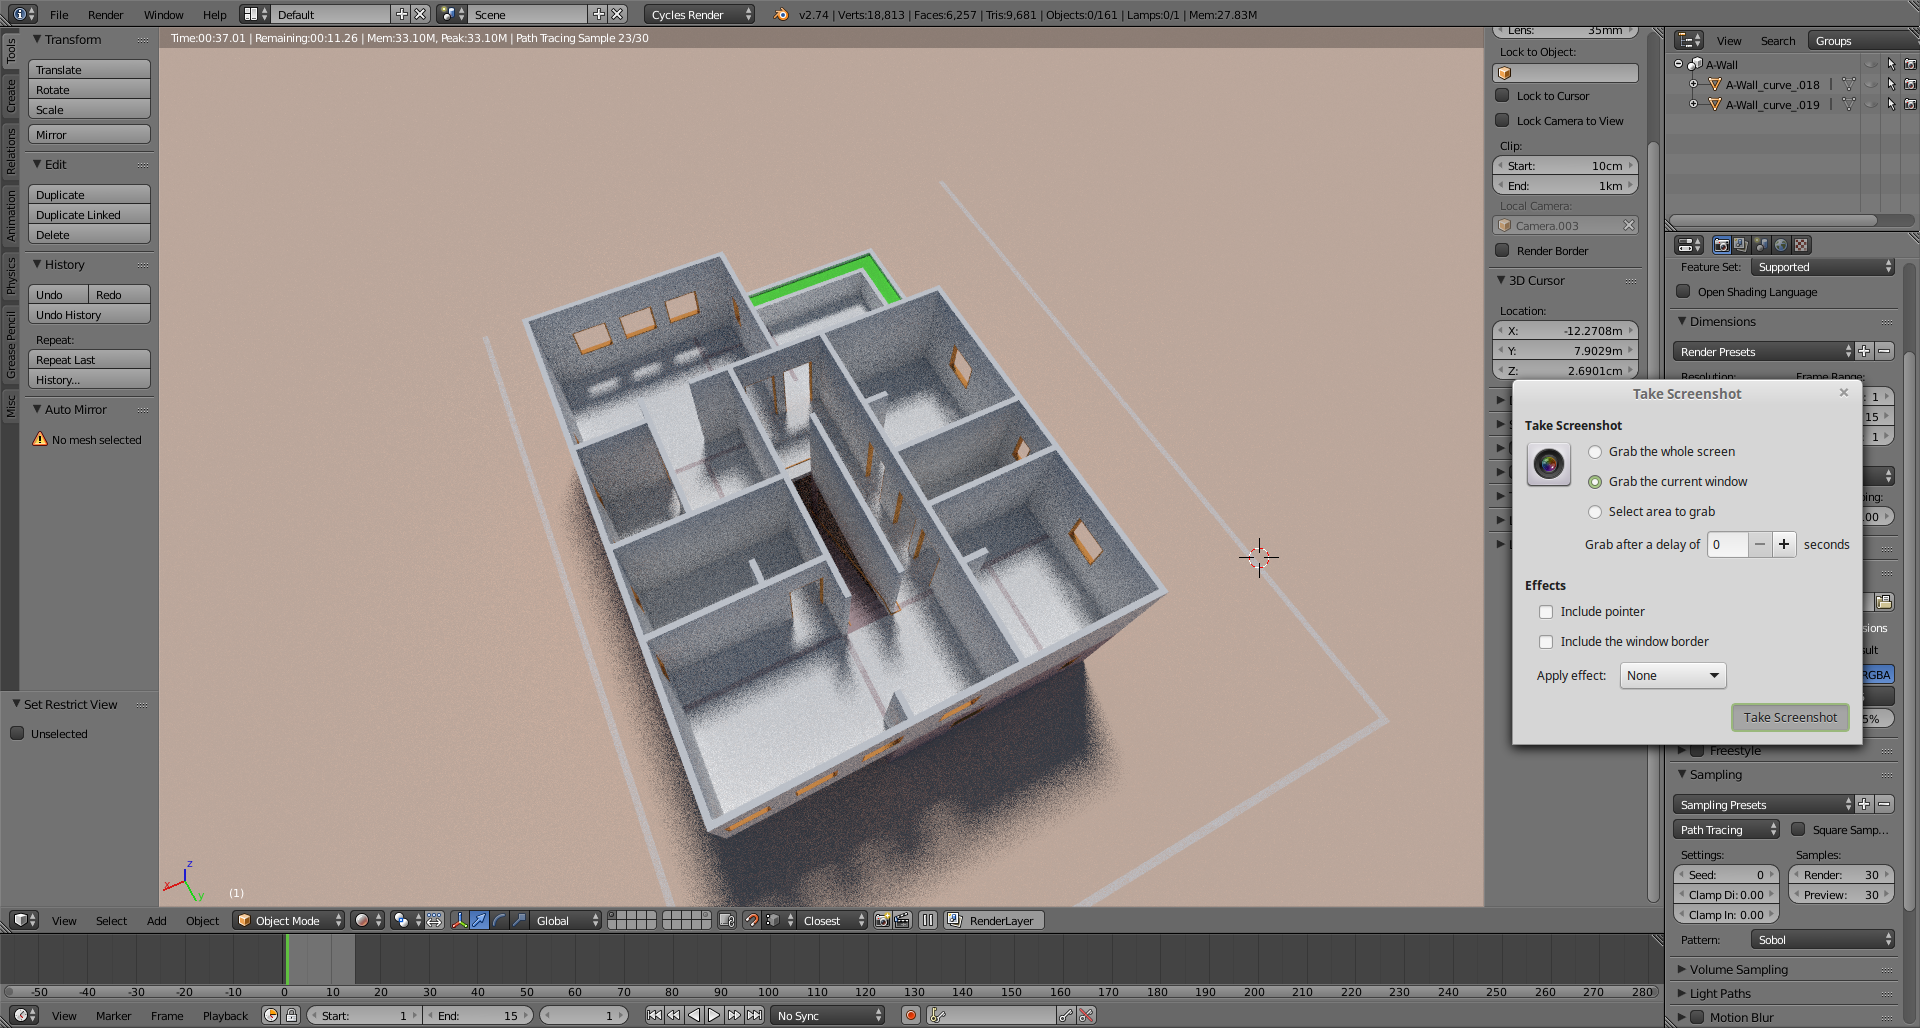 File Render Window Help Default Scene Cycles Render v2.74 | Verts:18,813 | Faces:6,257 | Tris:9,681 | Objects:0/161 | Lamps:0/1 | Mem:27.83M
Time:00:37.01 | Remaining:00:11.26 | Mem:33.10M, Peak:33.10M | Path Tracing Sample 23/30
Tools
Create
Relations
Animation
Physics
Grease Pencil
Misc
Transform
Translate
Rotate
Scale
Mirror
Edit
Duplicate
Duplicate Linked
Delete
History
Undo Redo
Undo History
Repeat:
Repeat Last
History...
Auto Mirror
No mesh selected
Set Restrict View
Unselected
z
x
y
(1)
Lens: 35mm
Lock to Object:
Lock to Cursor
Lock Camera to View
Clip:
Start: 10cm
End: 1km
Local Camera:
Camera.003
Render Border
3D Cursor
Location:
X: -12.2708m
Y: 7.9029m
Z: 2.6901cm
View Search Groups
A-Wall
A-Wall_curve_.018
A-Wall_curve_.019
Feature Set: Supported
Open Shading Language
Dimensions
Render Presets
Resolution: Frame Range:
1
15
1
Take Screenshot
Take Screenshot
Grab the whole screen
Grab the current window
Select area to grab
Grab after a delay of 0 seconds
Effects
Include pointer
Include the window border
Apply effect: None
Take Screenshot
RGBA
5%
Freestyle
Sampling
Sampling Presets
Path Tracing Square Samp...
Settings: Samples:
Seed: 0 Render: 30
Clamp Di: 0.00 Preview: 30
Clamp In: 0.00
Pattern: Sobol
Volume Sampling
Light Paths
Motion Blur
View Select Add Object Object Mode Global Closest RenderLayer
-50 -40 -30 -20 -10 0 10 20 30 40 50 60 70 80 90 100 110 120 130 140 150 160 170 180 190 200 210 220 230 240 250 260 270 280
View Marker Frame Playback Start: 1 End: 15 1 No Sync